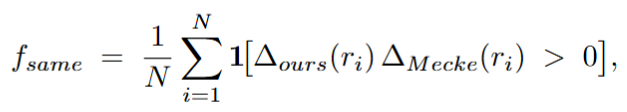 f_{same} = \frac{1}{N} \sum_{i=1}^{N} \mathbf{1}[\Delta_{ours}(r_i) \Delta_{Mecke}(r_i) > 0],